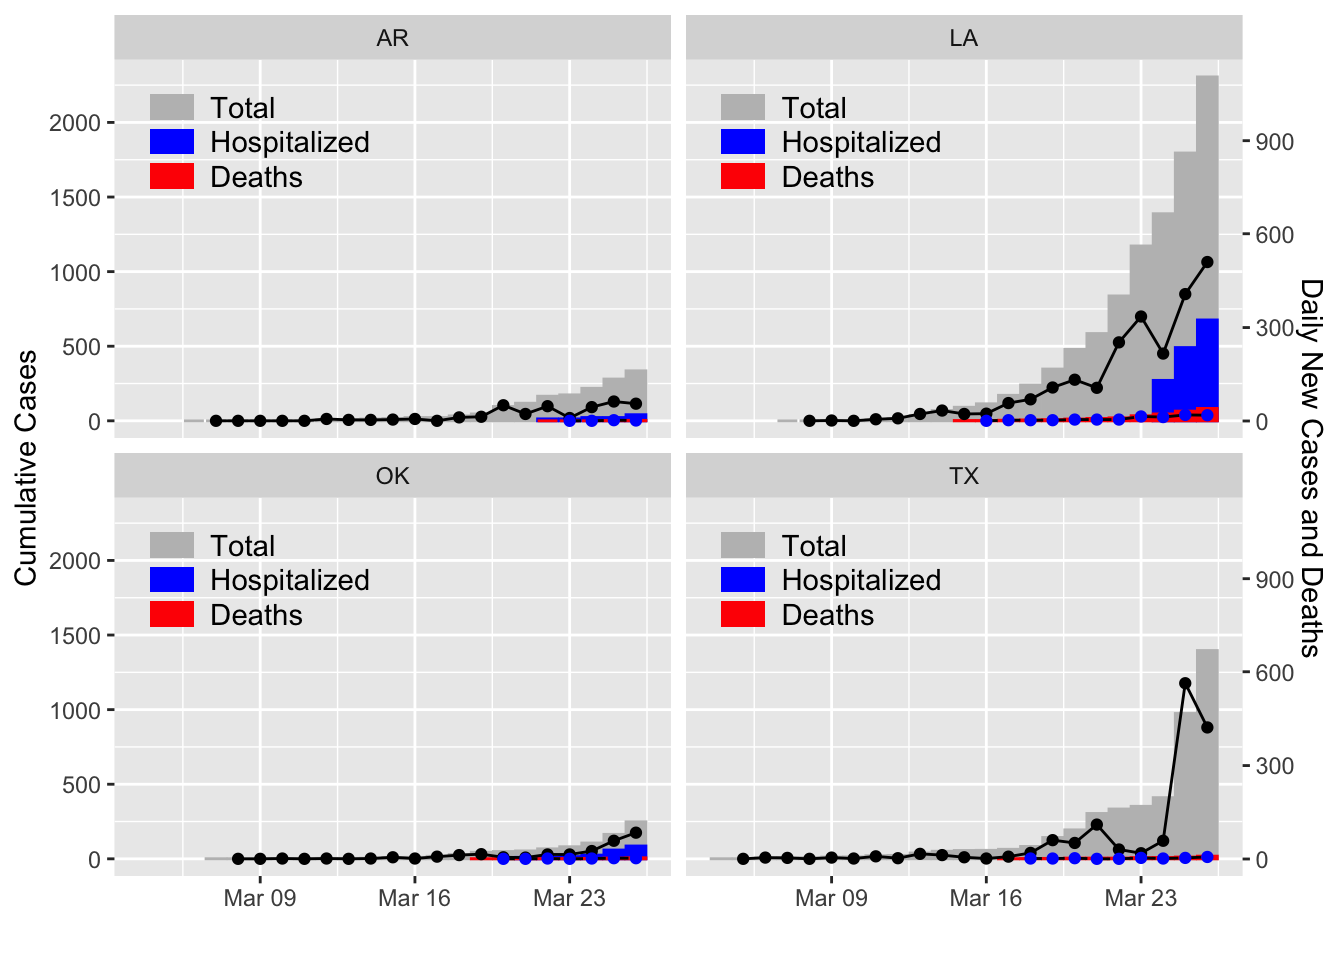 AR
LA
Total
Hospitalized
Deaths
Total
Hospitalized
Deaths
2000
1500
1000
500
0
900
600
300
0
OK
TX
Total
Hospitalized
Deaths
Total
Hospitalized
Deaths
2000
1500
1000
500
0
900
600
300
0
Mar 09
Mar 16
Mar 23
Mar 09
Mar 16
Mar 23
Cumulative Cases
Daily New Cases and Deaths